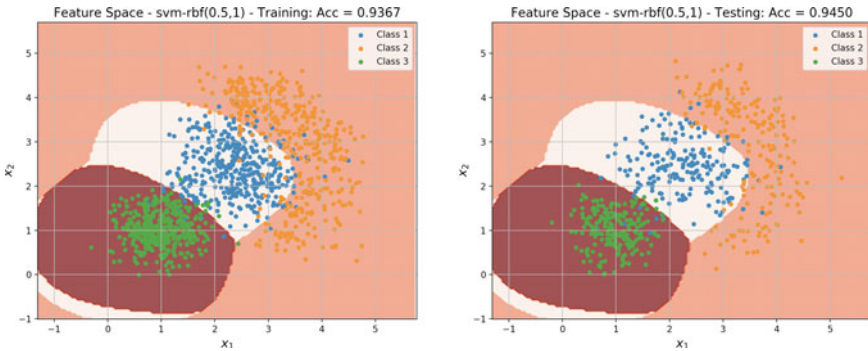 Feature Space - svm-rbf(0.5,1) - Training: Acc = 0.9367
Class 1
Class 2
Class 3
5
4
3
2
1
0
−1
x₂
−1 0 1 2 3 4 5
x₁
Feature Space - svm-rbf(0.5,1) - Testing: Acc = 0.9450
Class 1
Class 2
Class 3
5
4
3
2
1
0
−1
x₂
−1 0 1 2 3 4 5
x₁